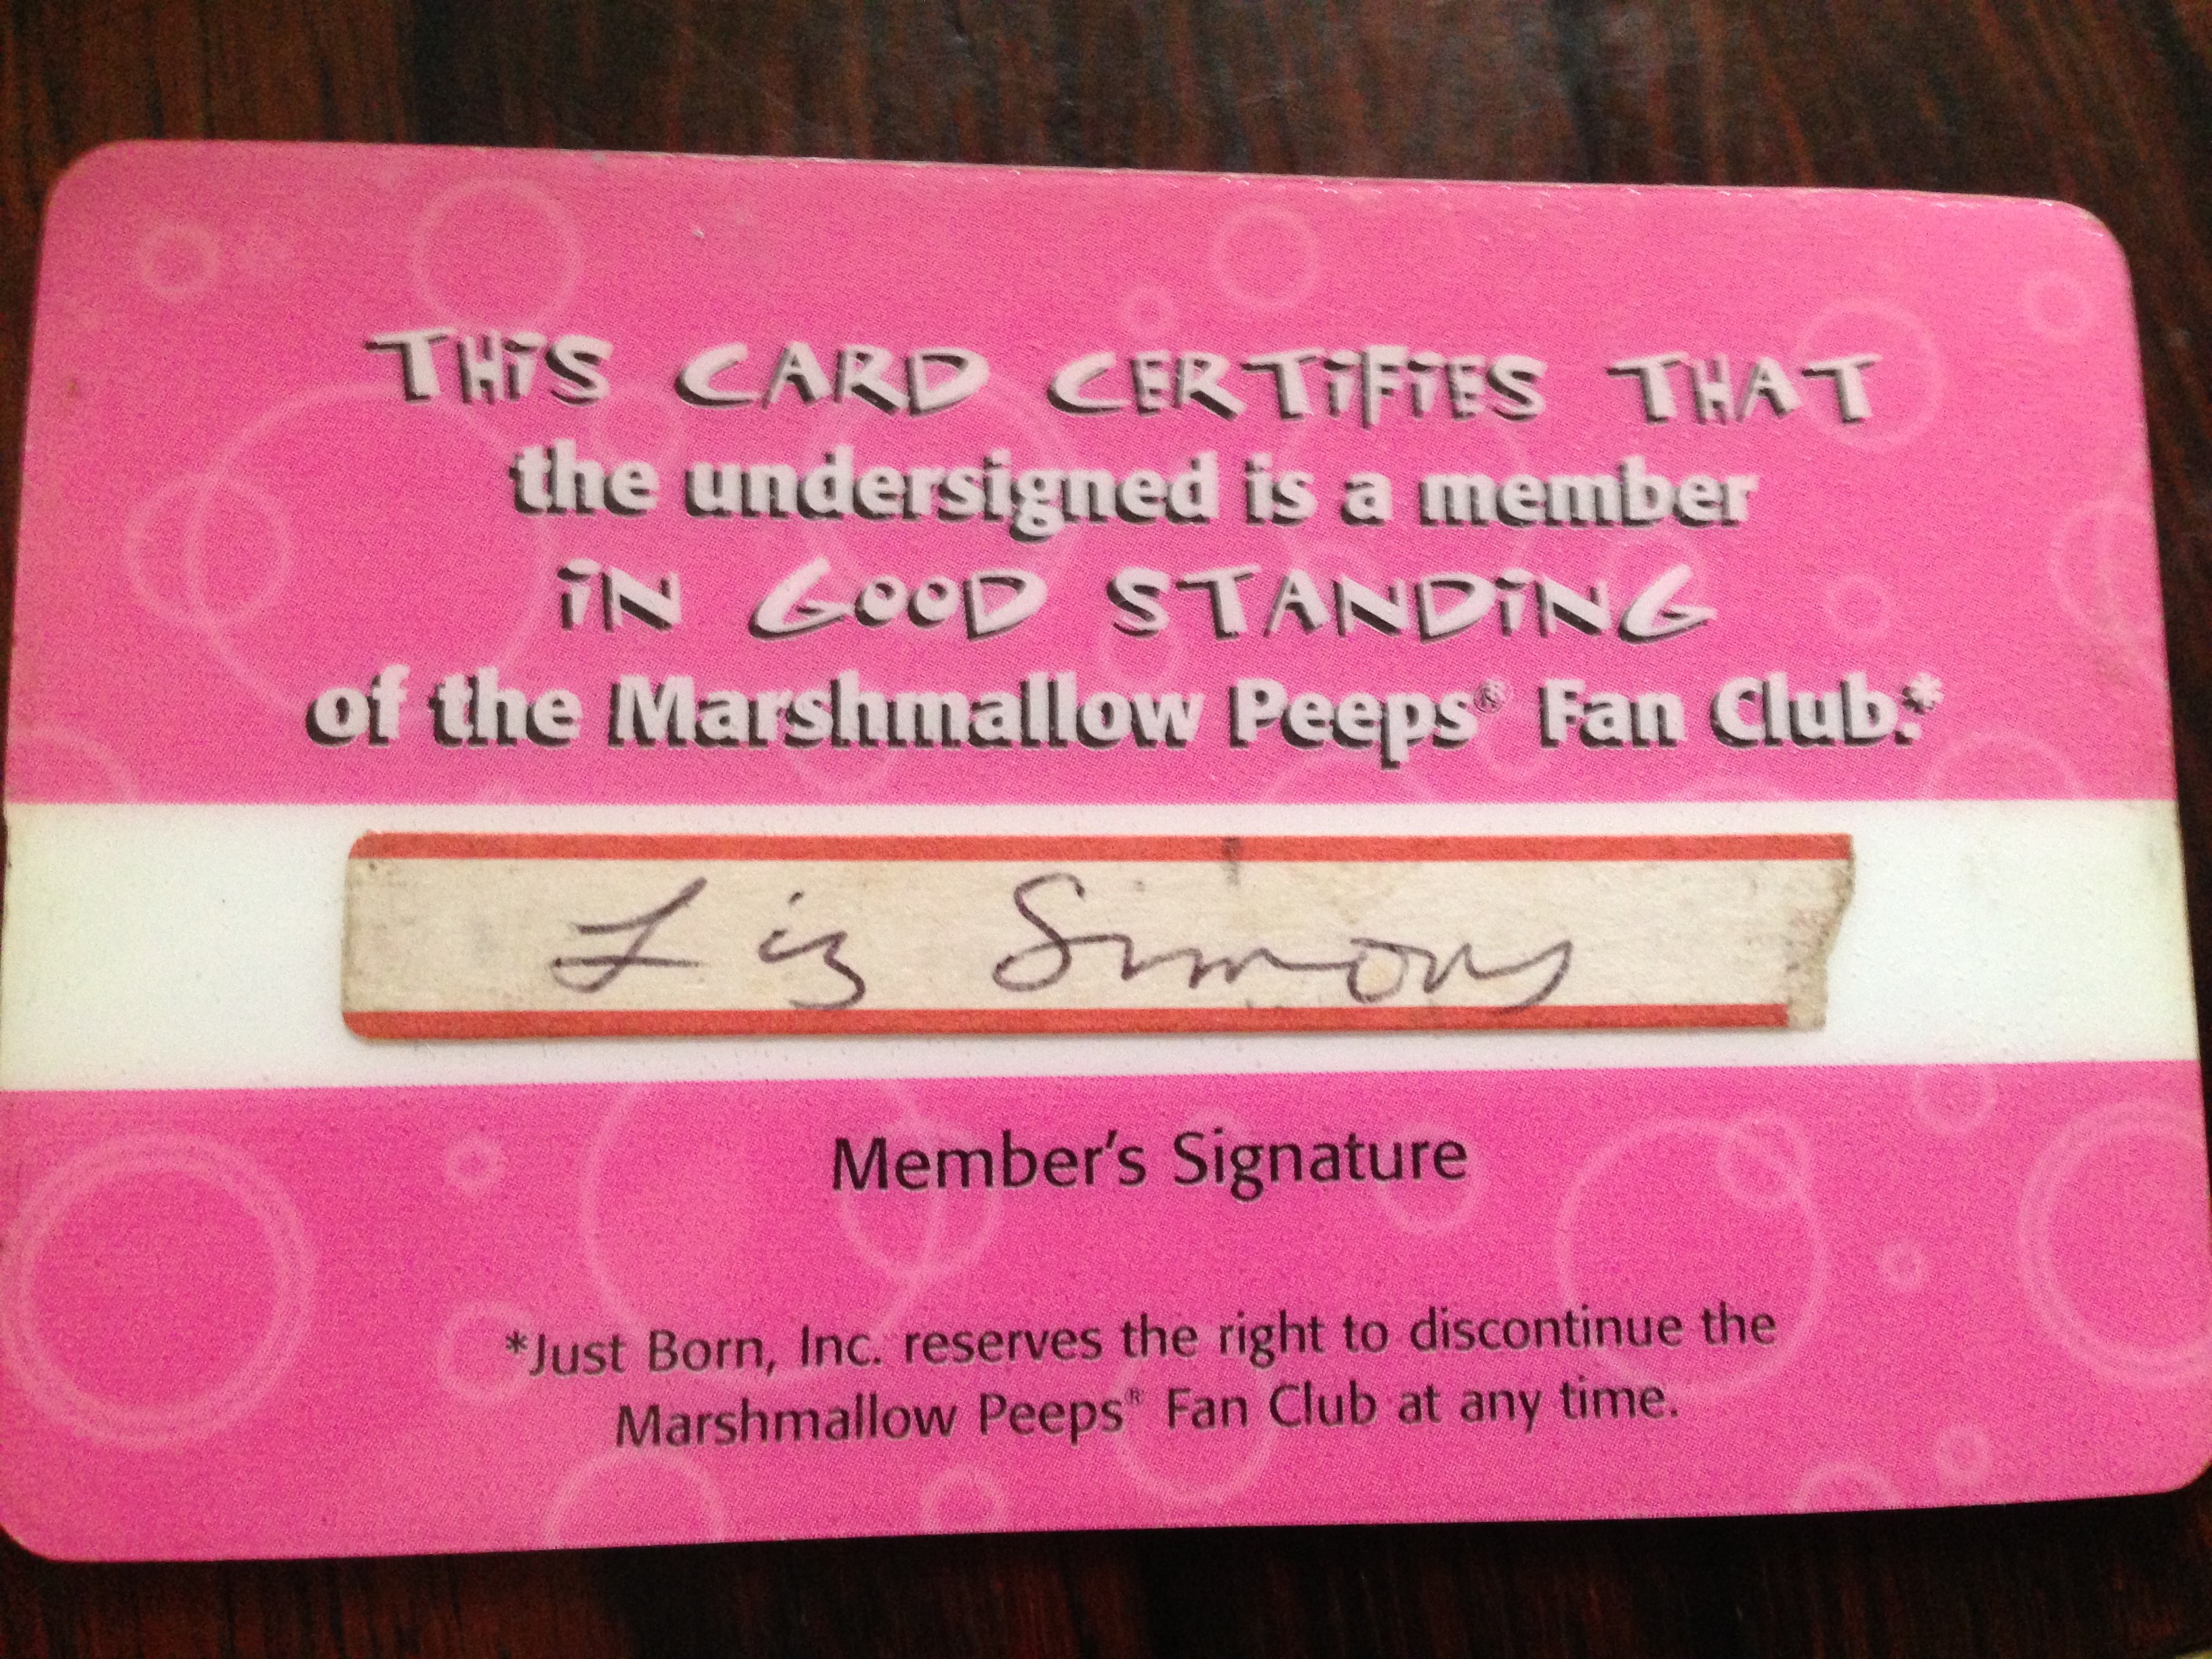 THiS CARD CERTiFiES THAT
the undersigned is a member
iN GOOD STANDiNG
of the Marshmallow Peeps® Fan Club.*
Liz Simons
Member's Signature
*Just Born, Inc. reserves the right to discontinue the
Marshmallow Peeps® Fan Club at any time.